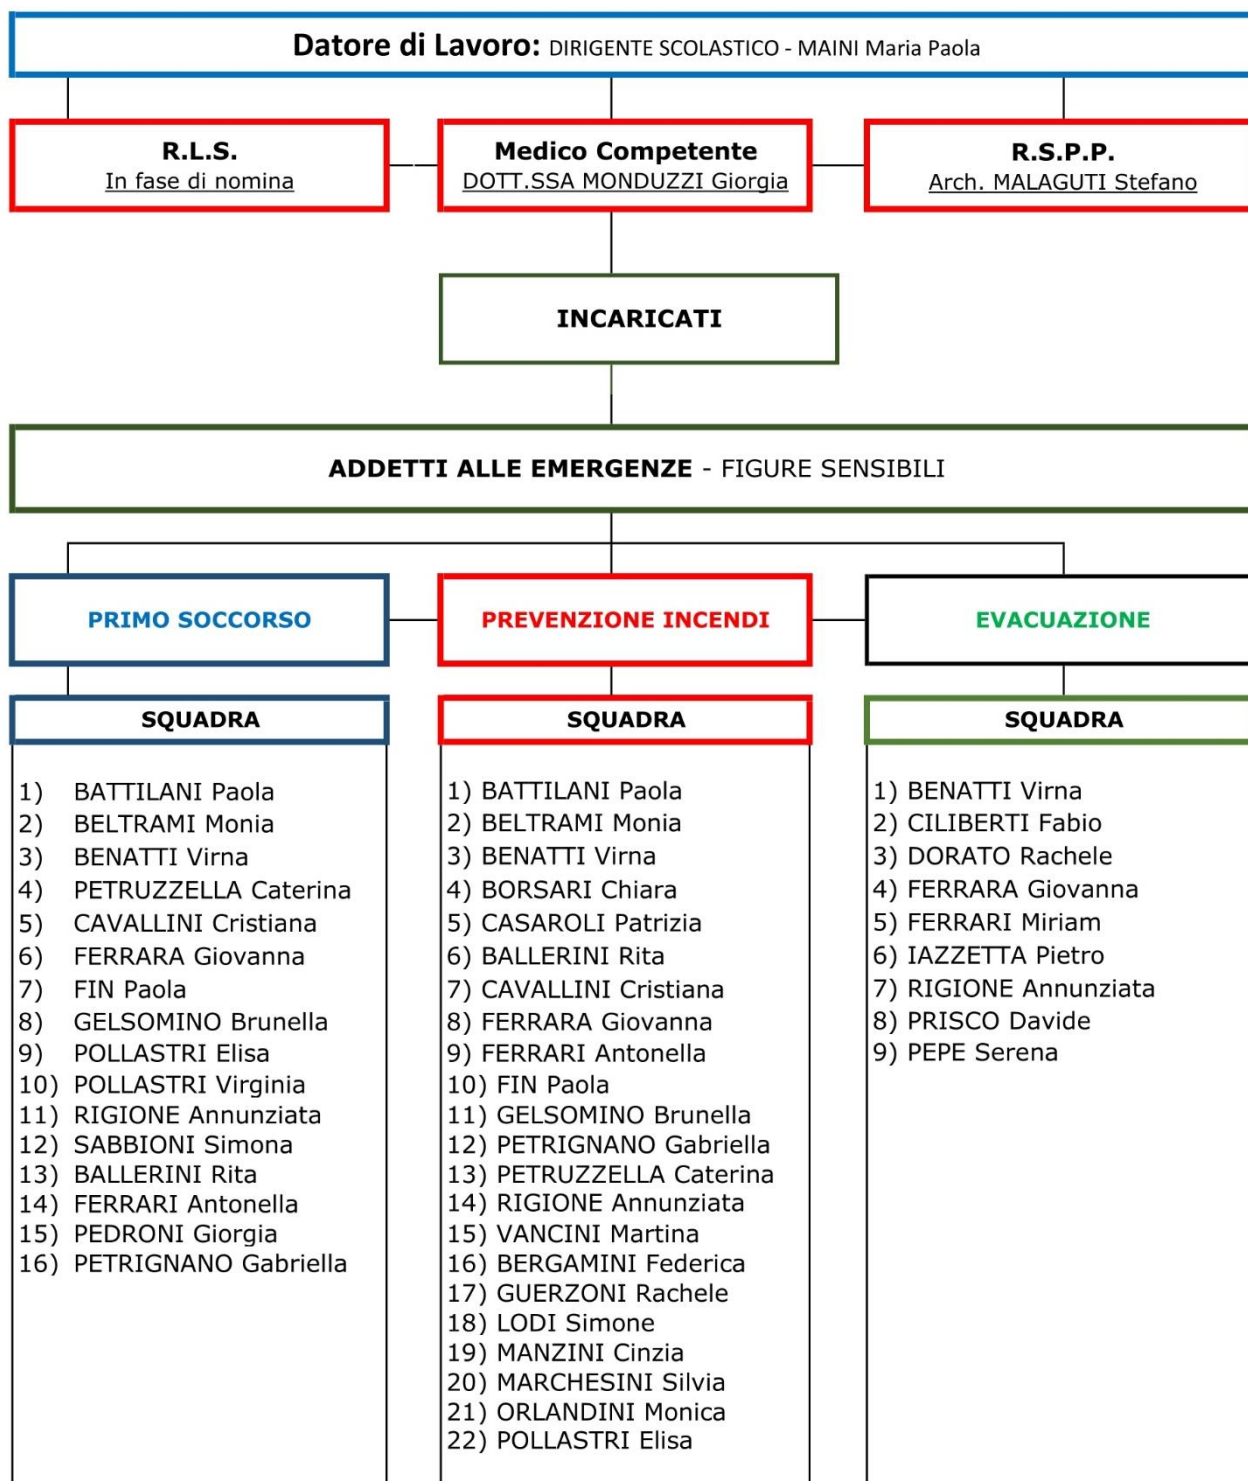 Datore di Lavoro: DIRIGENTE SCOLASTICO - MAINI Maria Paola
R.L.S.
In fase di nomina
Medico Competente
DOTT.SSA MONDUZZI Giorgia
R.S.P.P.
Arch. MALAGUTI Stefano
INCARICATI
ADDETTI ALLE EMERGENZE - FIGURE SENSIBILI
PRIMO SOCCORSO
PREVENZIONE INCENDI
EVACUAZIONE
SQUADRA
1) BATTILANI Paola
2) BELTRAMI Monia
3) BENATTI Virna
4) PETRUZZELLA Caterina
5) CAVALLINI Cristiana
6) FERRARA Giovanna
7) FIN Paola
8) GELSOMINO Brunella
9) POLLASTRI Elisa
10) POLLASTRI Virginia
11) RIGIONE Annunziata
12) SABBIONI Simona
13) BALLERINI Rita
14) FERRARI Antonella
15) PEDRONI Giorgia
16) PETRIGNANO Gabriella
SQUADRA
1) BATTILANI Paola
2) BELTRAMI Monia
3) BENATTI Virna
4) BORSARI Chiara
5) CASAROLI Patrizia
6) BALLERINI Rita
7) CAVALLINI Cristiana
8) FERRARA Giovanna
9) FERRARI Antonella
10) FIN Paola
11) GELSOMINO Brunella
12) PETRIGNANO Gabriella
13) PETRUZZELLA Caterina
14) RIGIONE Annunziata
15) VANCINI Martina
16) BERGAMINI Federica
17) GUERZONI Rachele
18) LODI Simone
19) MANZINI Cinzia
20) MARCHESINI Silvia
21) ORLANDINI Monica
22) POLLASTRI Elisa
SQUADRA
1) BENATTI Virna
2) CILIBERTI Fabio
3) DORATO Rachele
4) FERRARA Giovanna
5) FERRARI Miriam
6) IAZZETTA Pietro
7) RIGIONE Annunziata
8) PRISCO Davide
9) PEPE Serena